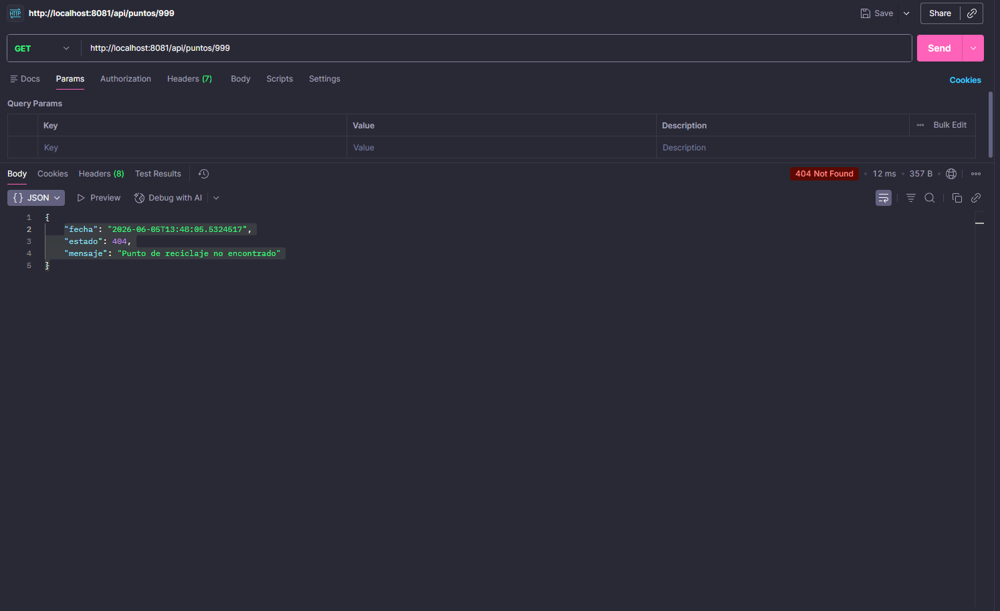 HTTP http://localhost:8081/api/puntos/999 Save Share
GET http://localhost:8081/api/puntos/999 Send
Docs Params Authorization Headers (7) Body Scripts Settings Cookies
Query Params
Key Value Description Bulk Edit
Key Value Description
Body Cookies Headers (8) Test Results 404 Not Found • 12 ms • 357 B •
{} JSON Preview Debug with AI
1 {
2 "fecha": "2026-06-05T13:48:05.5324517",
3 "estado": 404,
4 "mensaje": "Punto de reciclaje no encontrado"
5 }